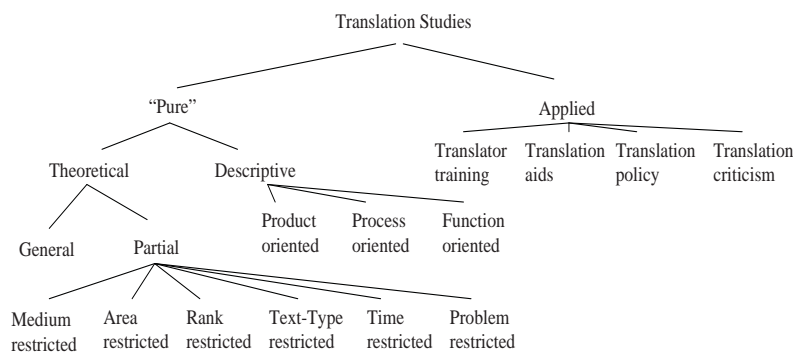 Translation Studies
“Pure”
Applied
Theoretical
Descriptive
Translator
training
Translation
aids
Translation
policy
Translation
criticism
General
Partial
Product
oriented
Process
oriented
Function
oriented
Medium
restricted
Area
restricted
Rank
restricted
Text-Type
restricted
Time
restricted
Problem
restricted